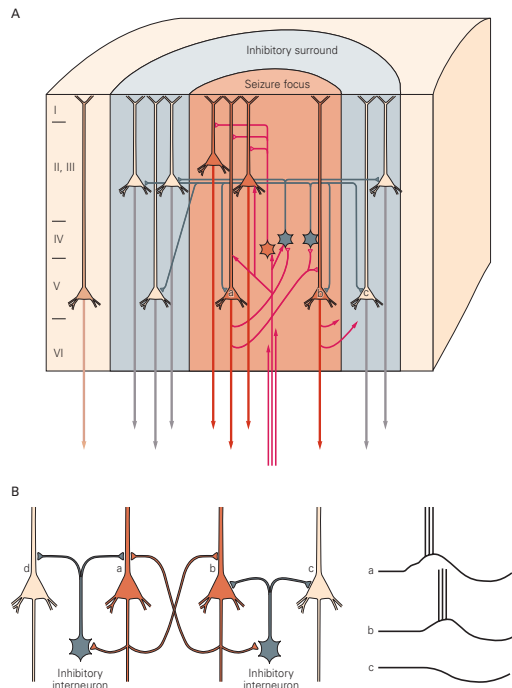 A
Inhibitory surround
Seizure focus
I
II, III
IV
V
VI
a
b
c
B
d
a
b
c
Inhibitory
interneuron
Inhibitory
interneuron
a
b
c